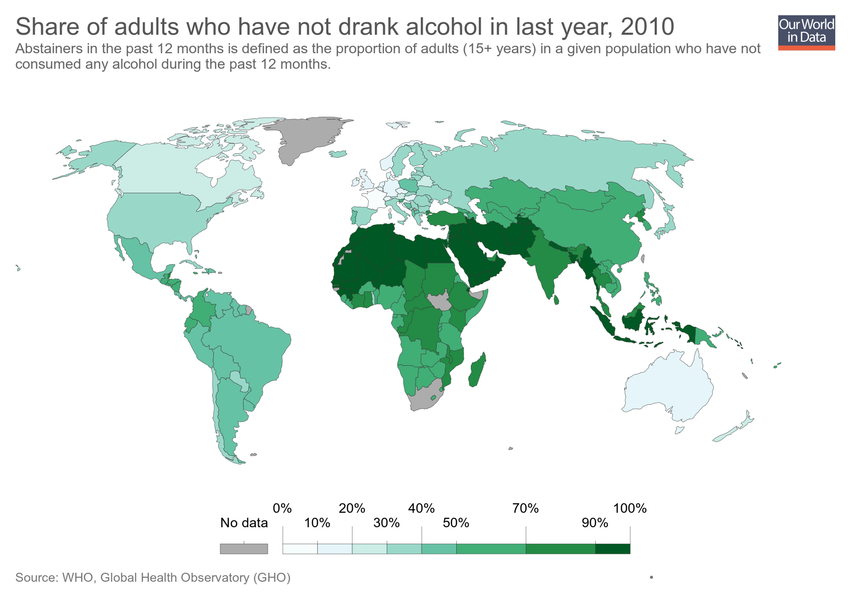 Share of adults who have not drank alcohol in last year, 2010
Our World
in Data
Abstainers in the past 12 months is defined as the proportion of adults (15+ years) in a given population who have not
consumed any alcohol during the past 12 months.
0% 20% 40% 70% 100%
No data 10% 30% 50% 90%
Source: WHO, Global Health Observatory (GHO)